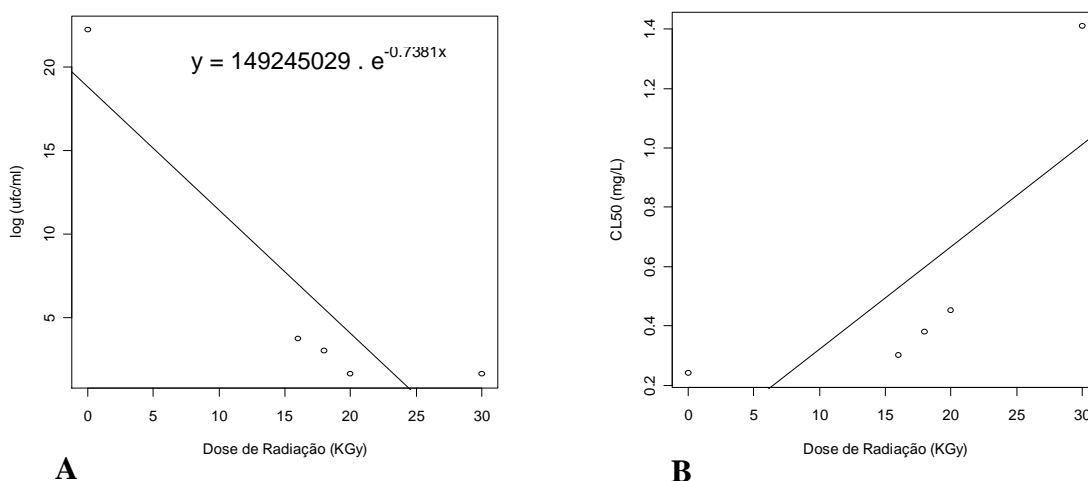 y = 149245029 . e-0.7381x
log (ufc/ml)
20
15
10
5
0 5 10 15 20 25 30
Dose de Radiação (KGy)
A
CL50 (mg/L)
1.4
1.2
1.0
0.8
0.6
0.4
0.2
0 5 10 15 20 25 30
Dose de Radiação (KGy)
B